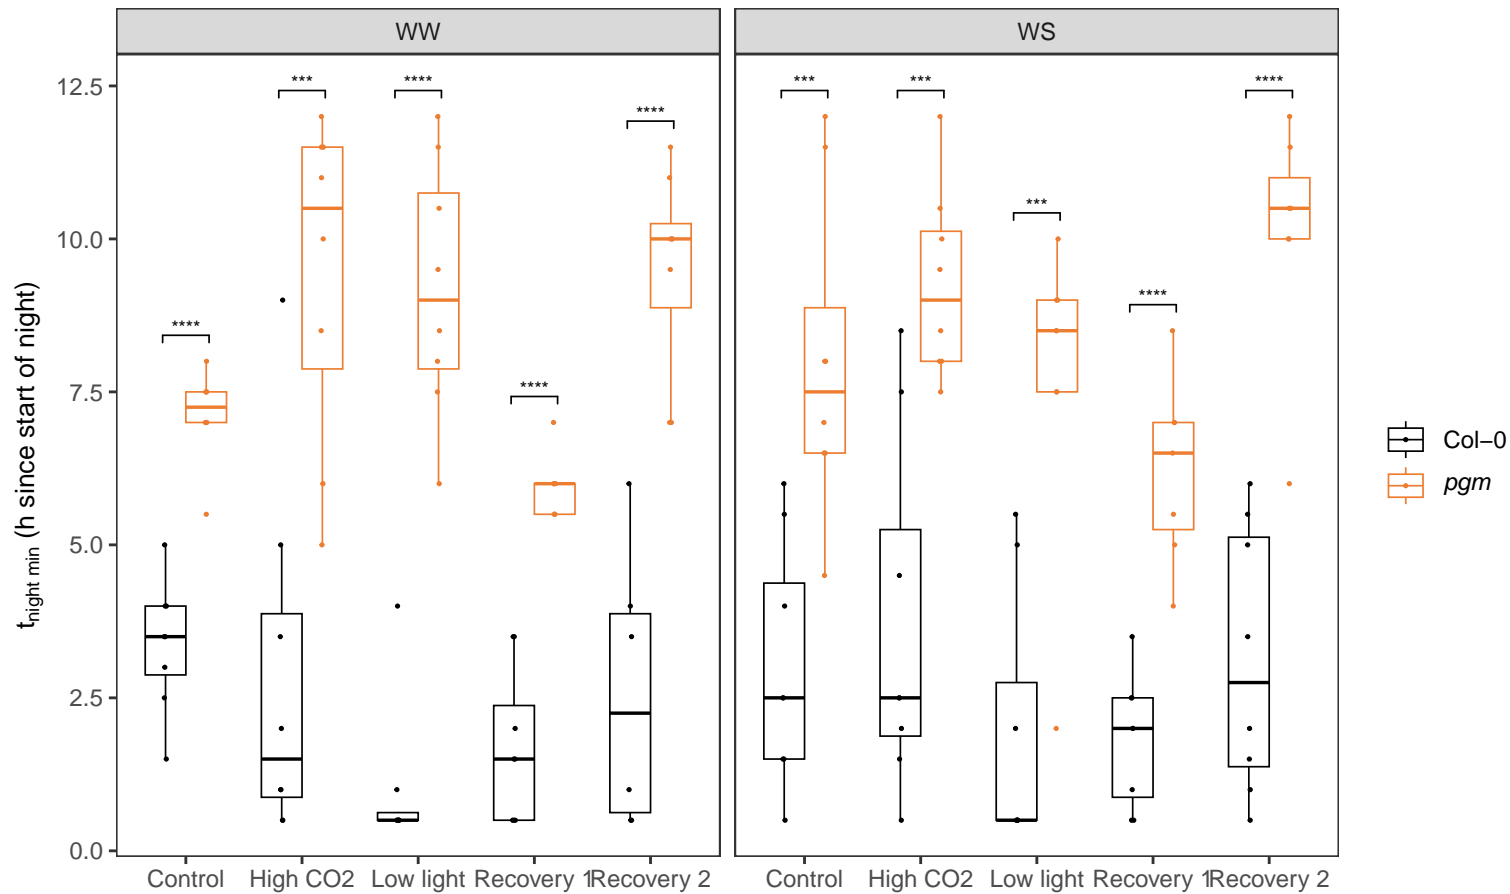 WW
WS
12.5
10.0
7.5
5.0
2.5
0.0
t night min (h since start of night)
*** **** **** **** ****
*** *** *** **** ****
Control High CO2 Low light Recovery 1 Recovery 2
Control High CO2 Low light Recovery 1 Recovery 2
Col−0
pgm